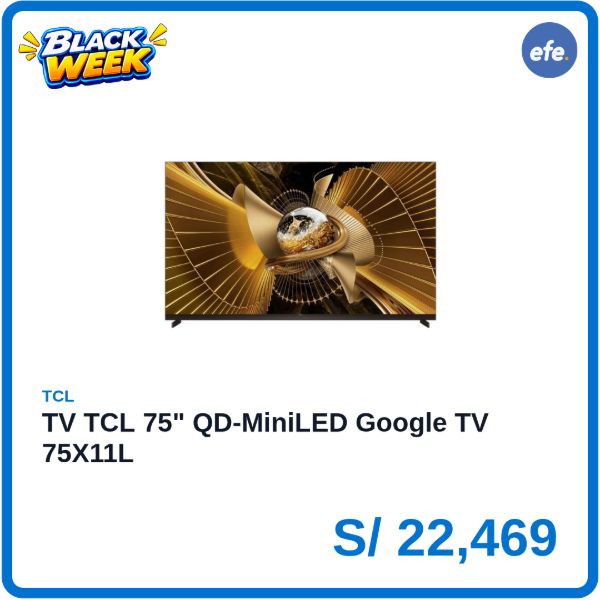 BLACK
WEEK
efe.
TCL
TV TCL 75" QD-MiniLED Google TV
75X11L
S/ 22,469